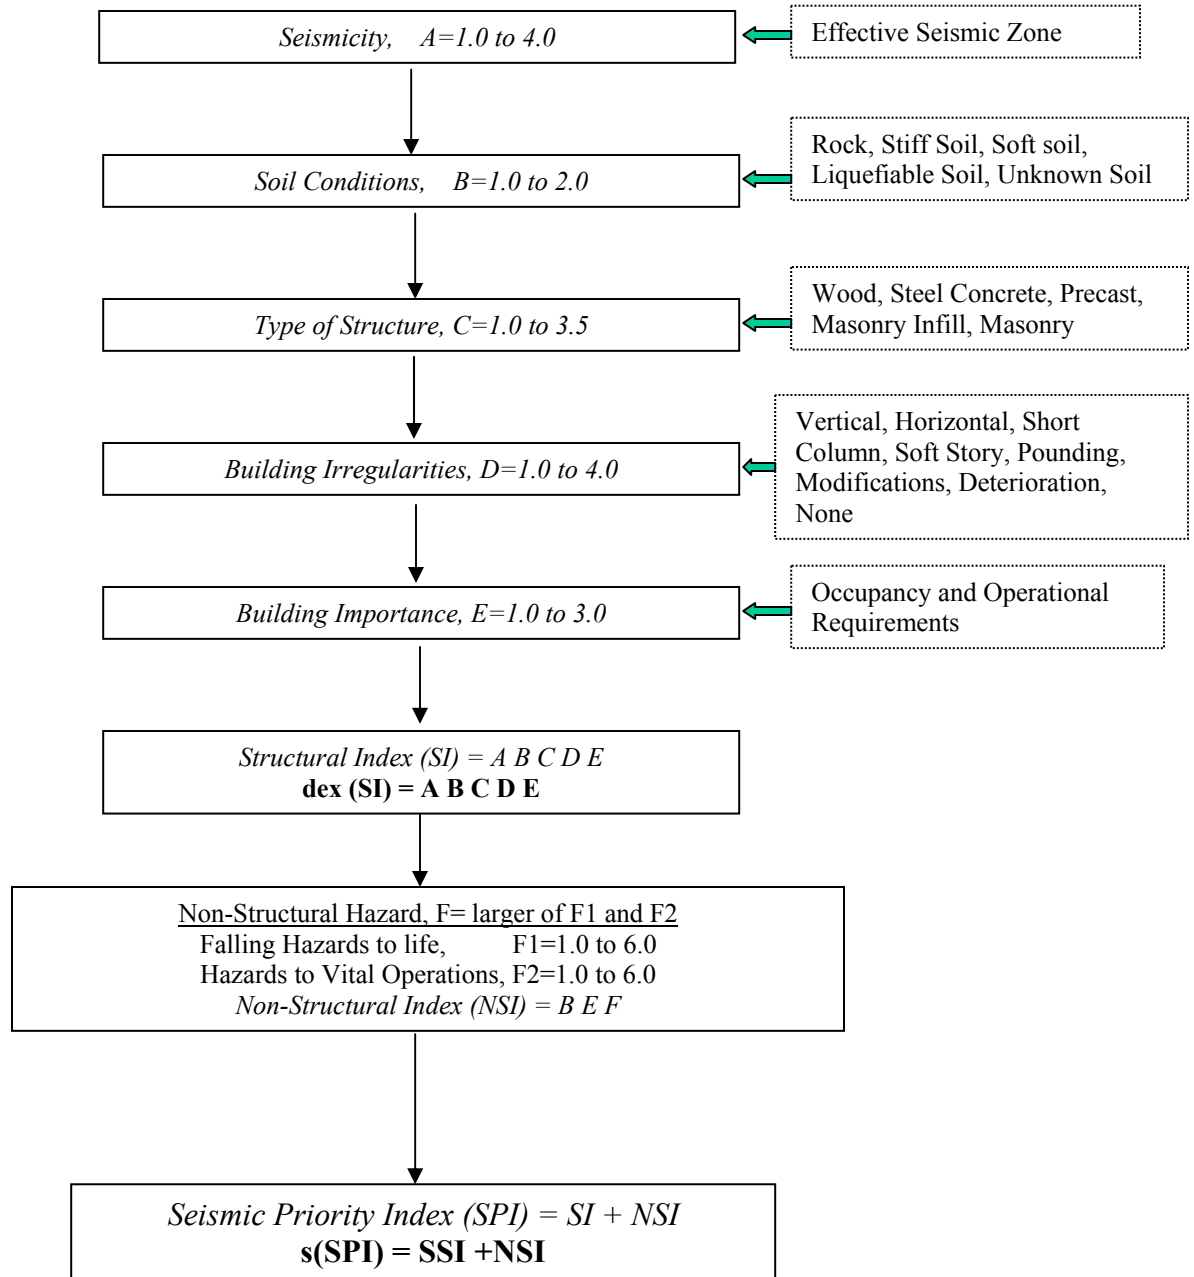 Seismicity, A=1.0 to 4.0
Effective Seismic Zone
Soil Conditions, B=1.0 to 2.0
Rock, Stiff Soil, Soft soil,
Liquefiable Soil, Unknown Soil
Type of Structure, C=1.0 to 3.5
Wood, Steel Concrete, Precast,
Masonry Infill, Masonry
Building Irregularities, D=1.0 to 4.0
Vertical, Horizontal, Short
Column, Soft Story, Pounding,
Modifications, Deterioration,
None
Building Importance, E=1.0 to 3.0
Occupancy and Operational
Requirements
Structural Index (SI) = A B C D E
dex (SI) = A B C D E
Non-Structural Hazard, F= larger of F1 and F2
Falling Hazards to life, F1=1.0 to 6.0
Hazards to Vital Operations, F2=1.0 to 6.0
Non-Structural Index (NSI) = B E F
Seismic Priority Index (SPI) = SI + NSI
s(SPI) = SSI +NSI